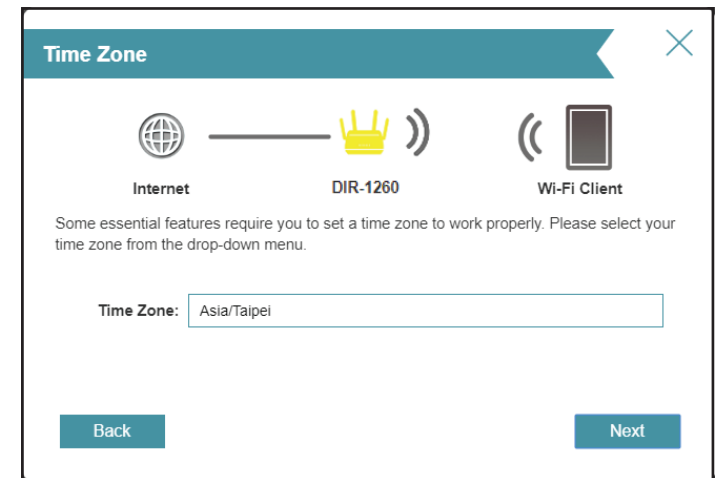 Time Zone
Internet
DIR-1260
Wi-Fi Client
Some essential features require you to set a time zone to work properly. Please select your
time zone from the drop-down menu.
Time Zone: Asia/Taipei
Back
Next